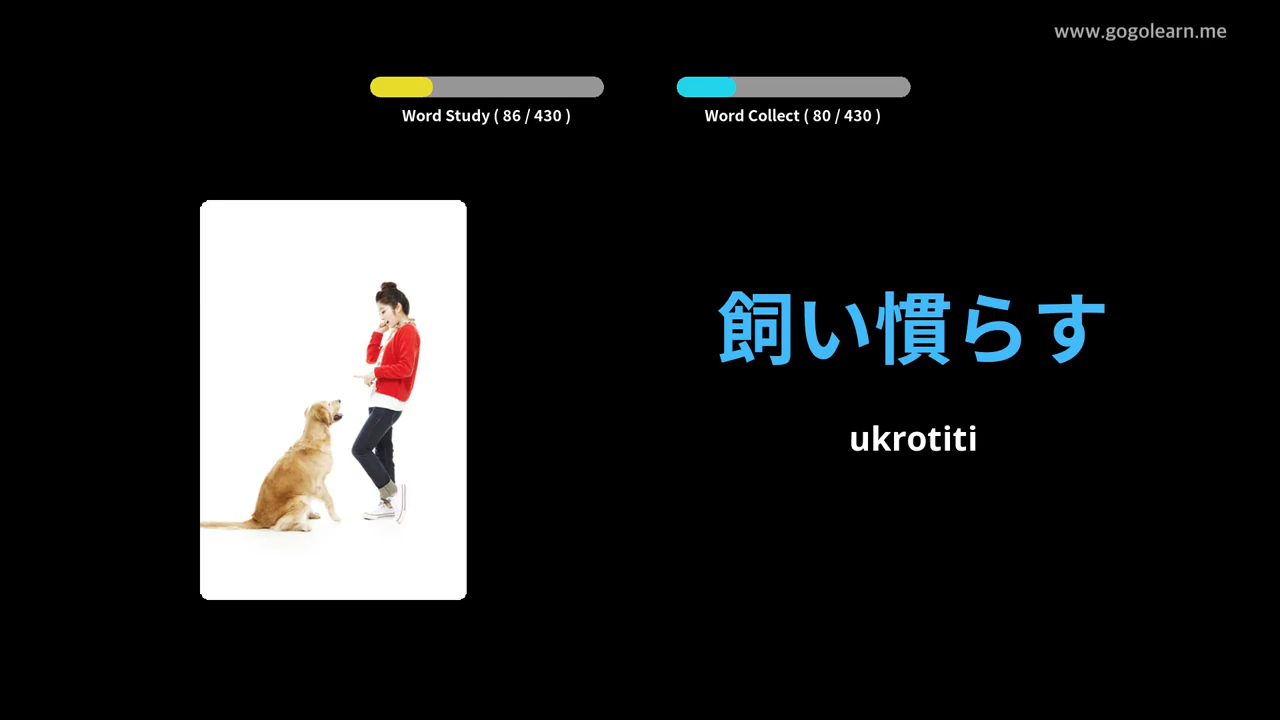 www.gogolearn.me
Word Study ( 86 / 430 )
Word Collect ( 80 / 430 )
飼い慣らす
ukrotiti